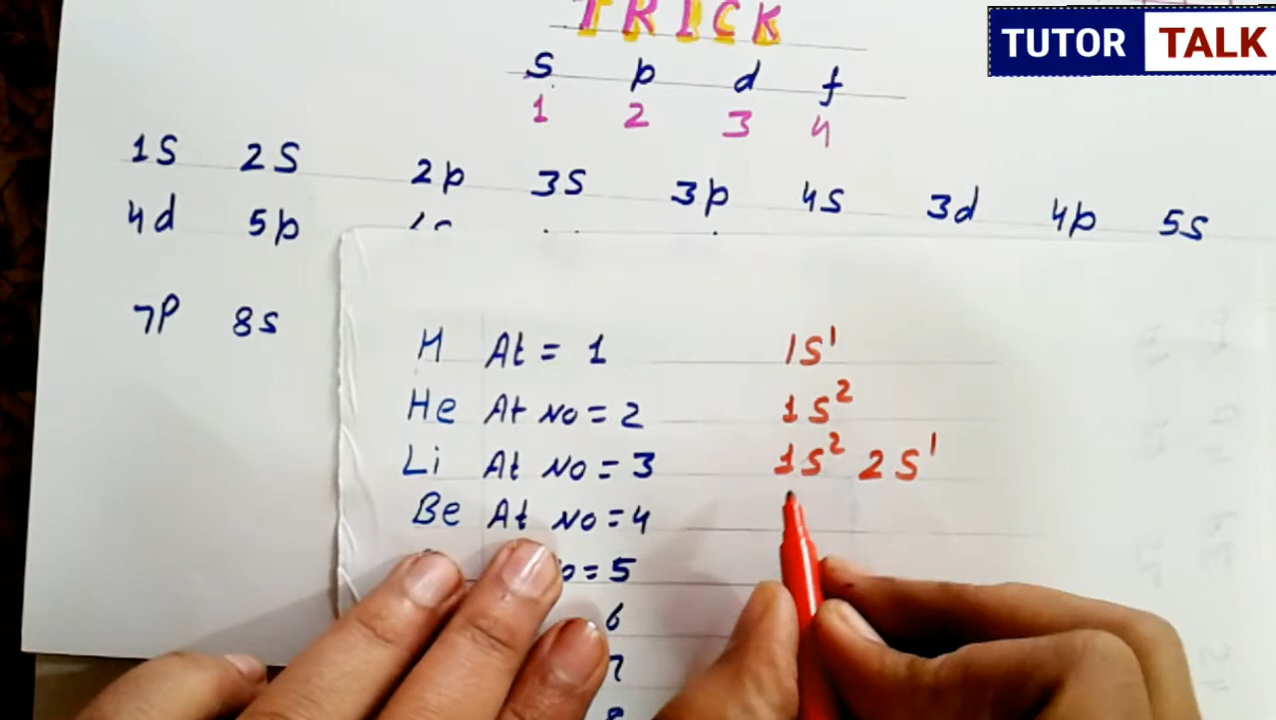 TUTOR TALK
TRICK
s p d f
1 2 3 4
1S 2S 2p 3S 3p 4S 3d 4p 5S
4d 5p
7P 8s
H At = 1 1S¹
He At No = 2 1S²
Li At No = 3 1S² 2S¹
Be At No = 4
= 5
6
7